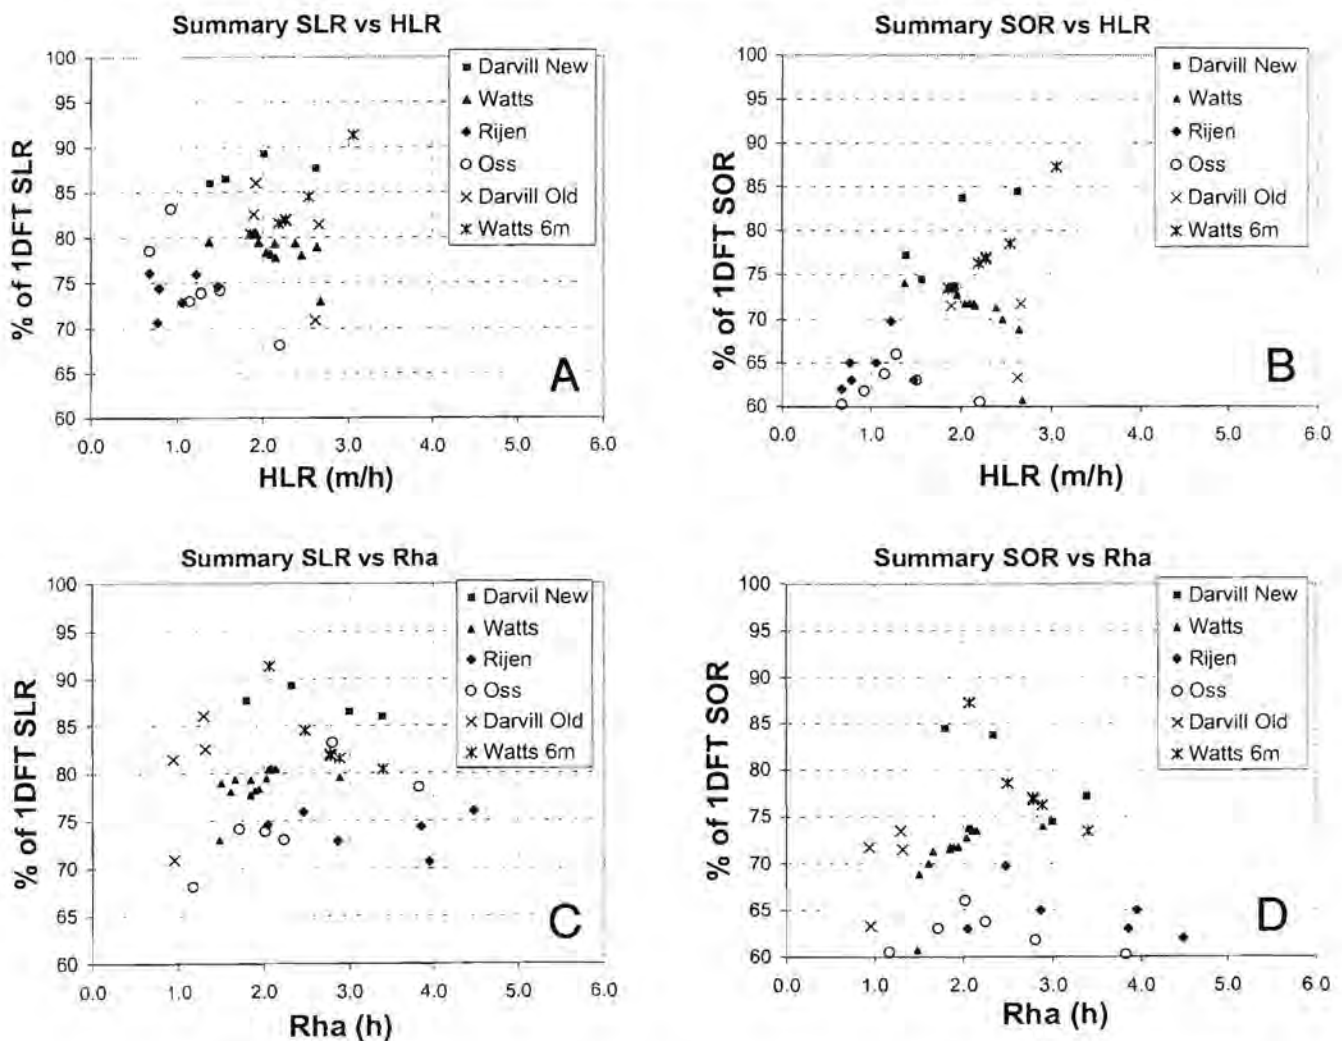 Summary SLR vs HLR
% of 1DFT SLR
100
95
90
85
80
75
70
65
60
0.0 1.0 2.0 3.0 4.0 5.0 6.0
HLR (m/h)
Darvill New
Watts
Rijen
Oss
Darvill Old
Watts 6m
A
Summary SOR vs HLR
% of 1DFT SOR
100
95
90
85
80
75
70
65
60
0.0 1.0 2.0 3.0 4.0 5.0 6.0
HLR (m/h)
Darvill New
Watts
Rijen
Oss
Darvill Old
Watts 6m
B
Summary SLR vs Rha
% of 1DFT SLR
100
95
90
85
80
75
70
65
60
0.0 1.0 2.0 3.0 4.0 5.0 6.0
Rha (h)
Darvil New
Watts
Rijen
Oss
Darvill Old
Watts 6m
C
Summary SOR vs Rha
% of 1DFT SOR
100
95
90
85
80
75
70
65
60
0.0 1.0 2.0 3.0 4.0 5.0 6.0
Rha (h)
Darvill New
Watts
Rijen
Oss
Darvill Old
Watts 6m
D